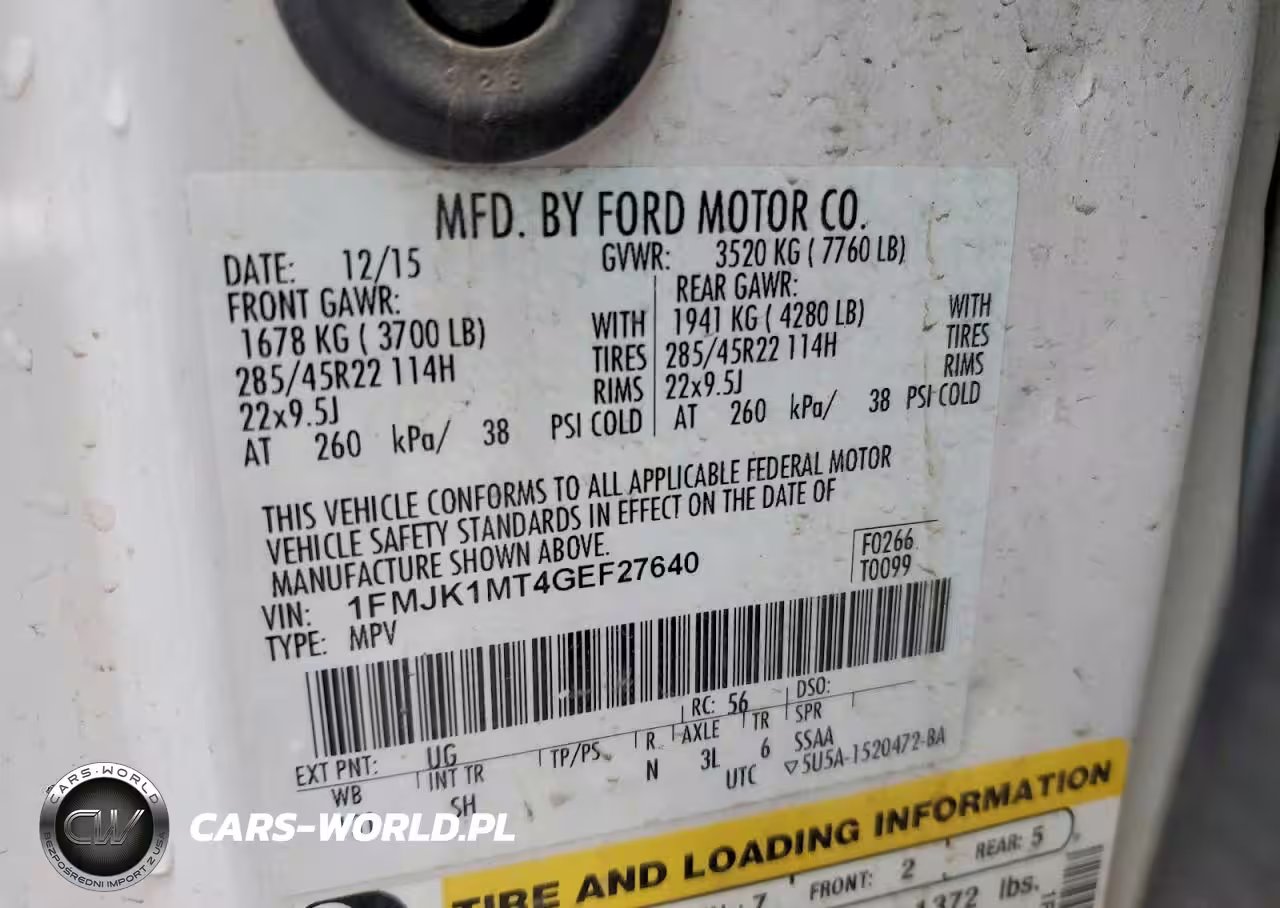 MFD. BY FORD MOTOR CO.
DATE: 12/15 GVWR: 3520 KG ( 7760 LB)
FRONT GAWR: REAR GAWR:
1678 KG ( 3700 LB) WITH 1941 KG ( 4280 LB) WITH
285/45R22 114H TIRES 285/45R22 114H TIRES
22x9.5J RIMS 22x9.5J RIMS
AT 260 kPa/ 38 PSI COLD AT 260 kPa/ 38 PSI COLD
THIS VEHICLE CONFORMS TO ALL APPLICABLE FEDERAL MOTOR
VEHICLE SAFETY STANDARDS IN EFFECT ON THE DATE OF
MANUFACTURE SHOWN ABOVE.
F0266
T0099
VIN: 1FMJK1MT4GEF27640
TYPE: MPV
EXT PNT: UG RC: 56 DSO:
WB INT TR TP/PS R AXLE TR SPR
SH N 3L 6 SSAA
UTC ▽5U5A-1520472-BA
TIRE AND LOADING INFORMATION
7 FRONT: 2 REAR: 5
1372 lbs.
CARS-WORLD
CW
BEZPOŚREDNI IMPORT Z USA
CARS-WORLD.PL